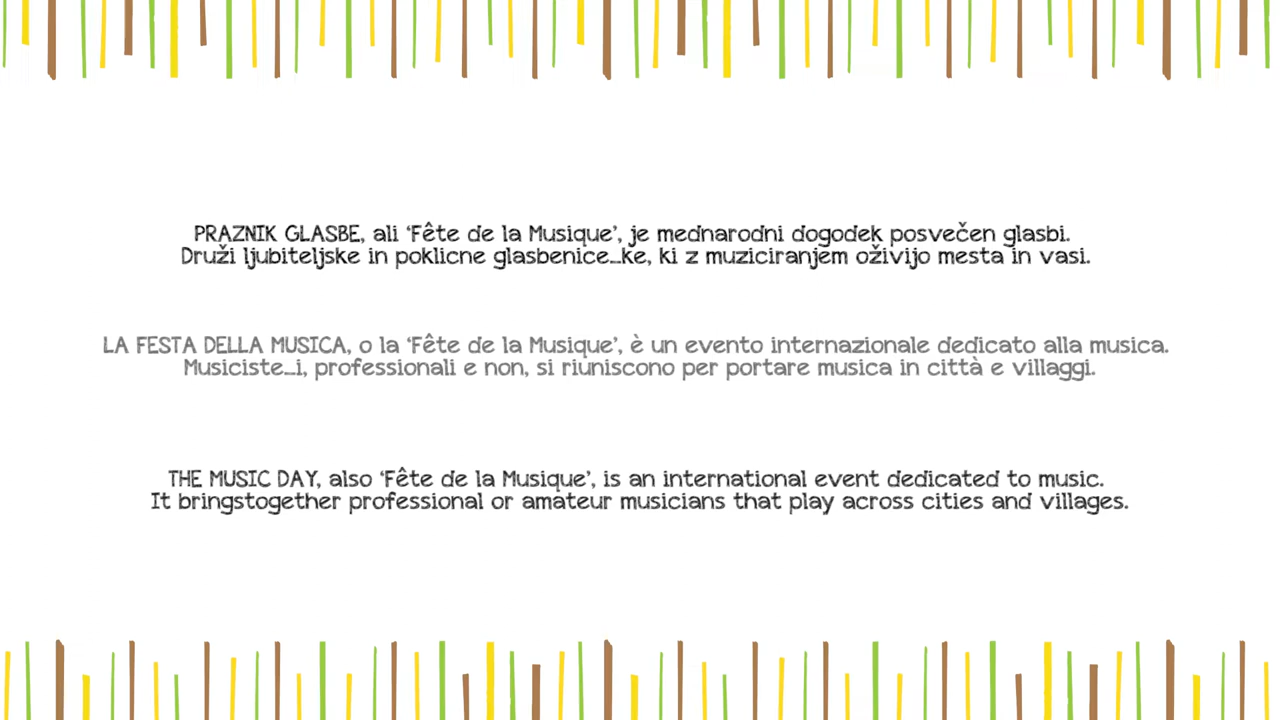 PRAZNIK GLASBE, ali ‘Fête de la Musique’, je mednarodni dogodek posvečen glasbi.
Druži ljubiteljske in poklicne glasbenice_ke, ki z muziciranjem oživijo mesta in vasi.
LA FESTA DELLA MUSICA, o la ‘Fête de la Musique’, è un evento internazionale dedicato alla musica.
Musiciste_i, professionali e non, si riuniscono per portare musica in città e villaggi.
THE MUSIC DAY, also ‘Fête de la Musique’, is an international event dedicated to music.
It bringstogether professional or amateur musicians that play across cities and villages.